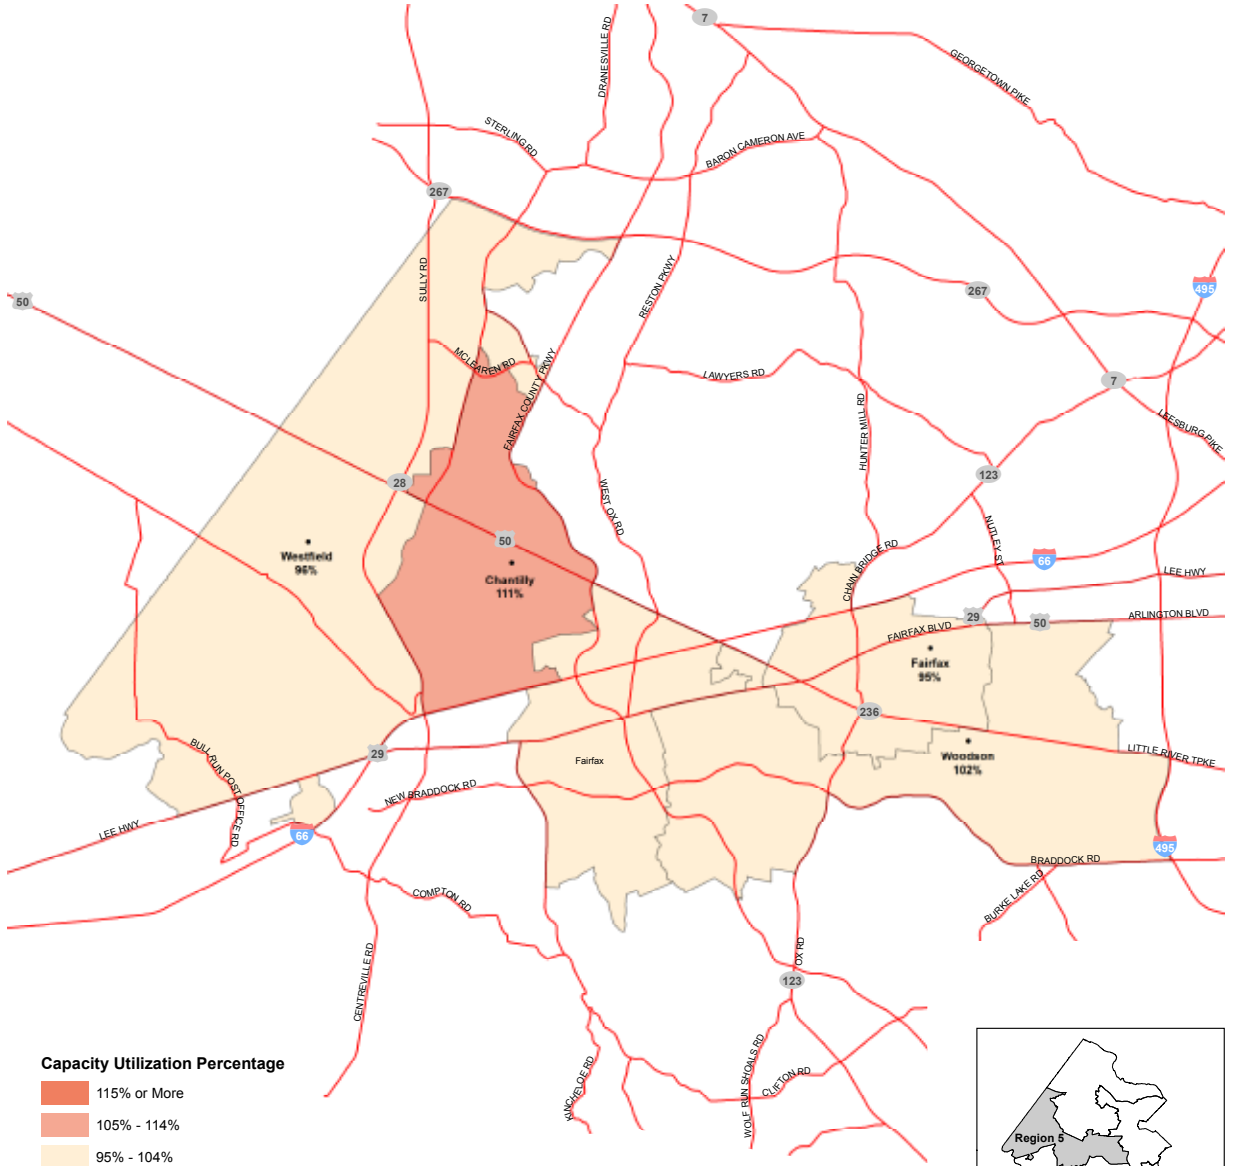 7
DRANESVILLE RD
GEORGETOWN PIKE
STERLING RD
BARON CAMERON AVE
267
SULLY RD
RESTON PKWY
267
495
50
MCLEAREN RD
FAIRFAX COUNTY PKWY
LAWYERS RD
7
HUNTER MILL RD
LEESBURG PIKE
28
123
WEST OX RD
NUTLEY ST
50
Westfield
96%
Chantilly
111%
CHAIN BRIDGE RD
66
LEE HWY
29
50
ARLINGTON BLVD
FAIRFAX BLVD
Fairfax
95%
236
Woodson
102%
LITTLE RIVER TPKE
BULL RUN POST OFFICE RD
29
Fairfax
NEW BRADDOCK RD
LEE HWY
66
495
BRADDOCK RD
BURKE LAKE RD
COMPTON RD
CENTREVILLE RD
OX RD
123
KINCHELOE RD
WOLF RUN SHOALS RD
CLIFTON RD
Capacity Utilization Percentage
115% or More
105% - 114%
95% - 104%
Region 5